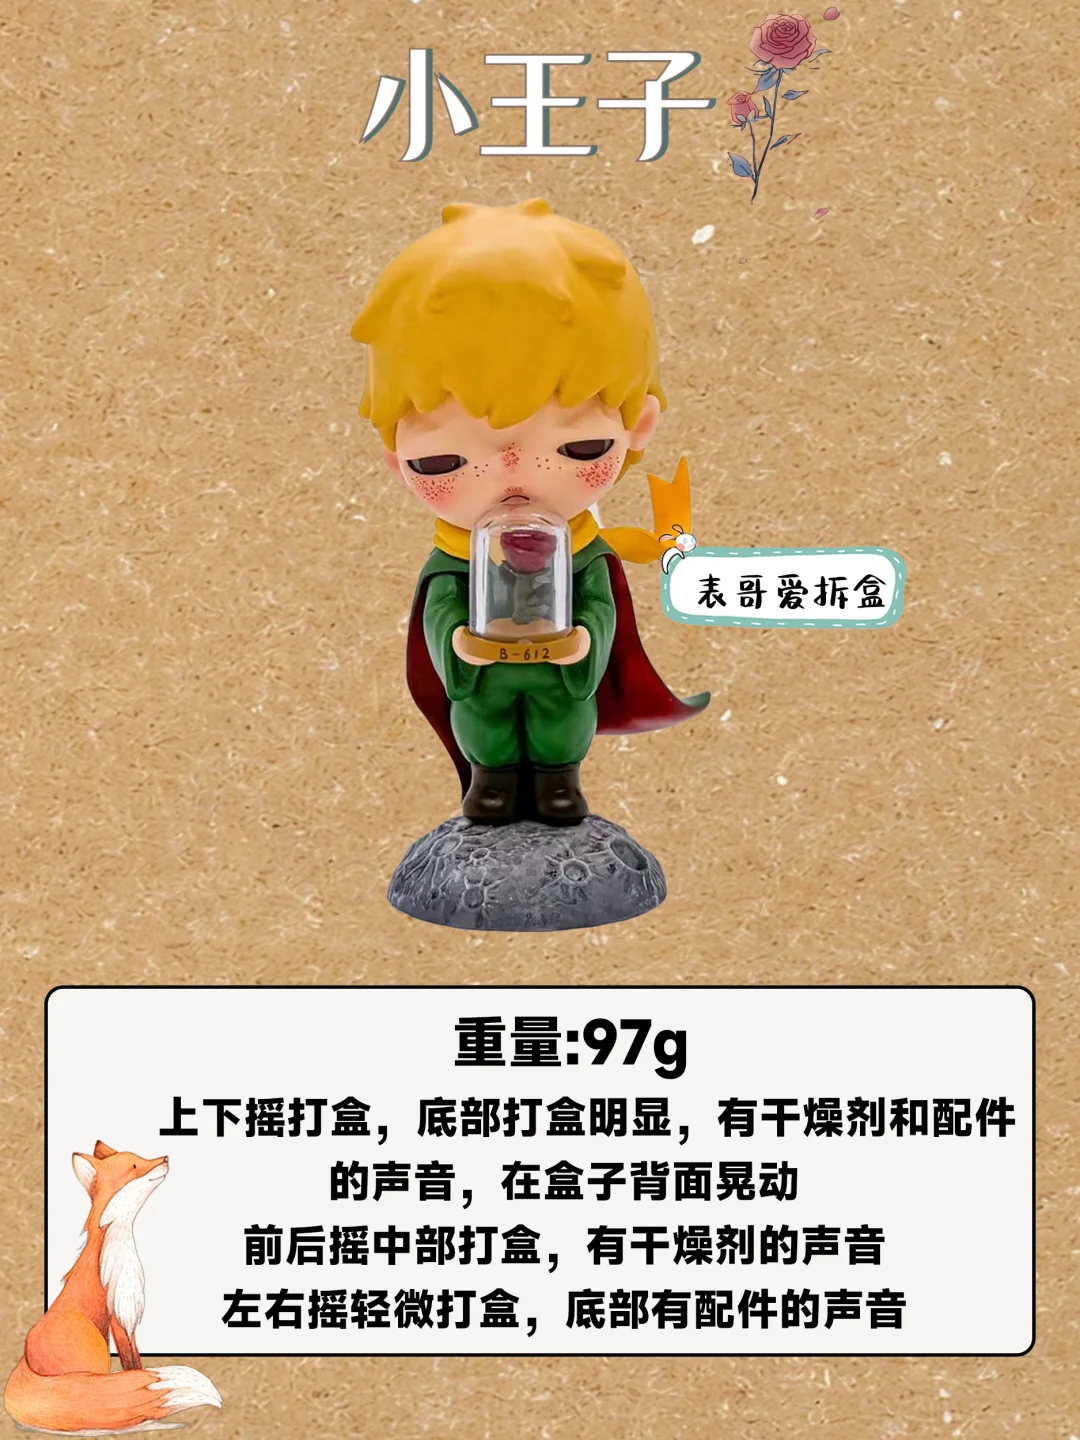 小王子
表哥爱拆盒
B-612
重量:97g
上下摇打盒，底部打盒明显，有干燥剂和配件
的声音，在盒子背面晃动
前后摇中部打盒，有干燥剂的声音
左右摇轻微打盒，底部有配件的声音